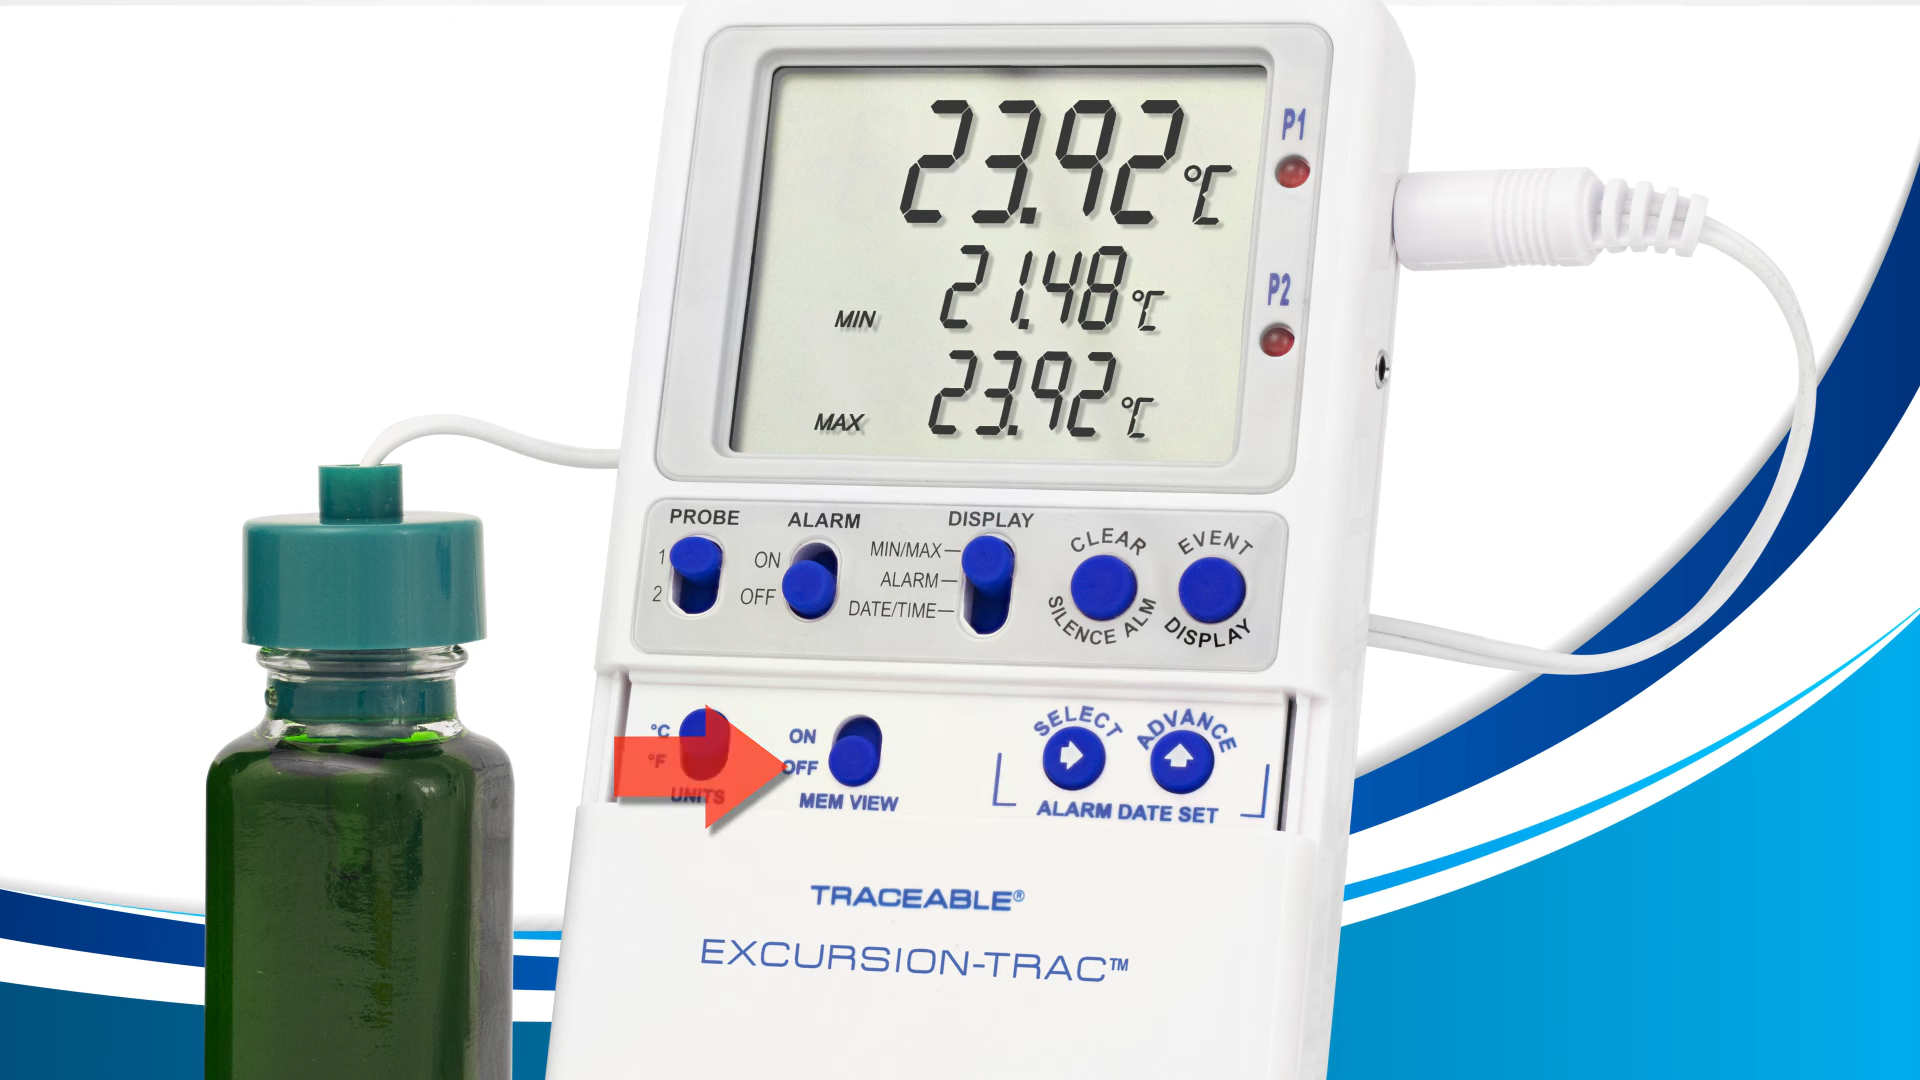 23.92 °C
P1
MIN 21.48 °C
P2
MAX 23.92 °C
PROBE
1
2
ALARM
ON
OFF
DISPLAY
MIN/MAX
ALARM
DATE/TIME
CLEAR
SILENCE ALM
EVENT
DISPLAY
°C
°F
UNITS
ON
OFF
MEM VIEW
SELECT
ADVANCE
ALARM DATE SET
TRACEABLE®
EXCURSION-TRAC™